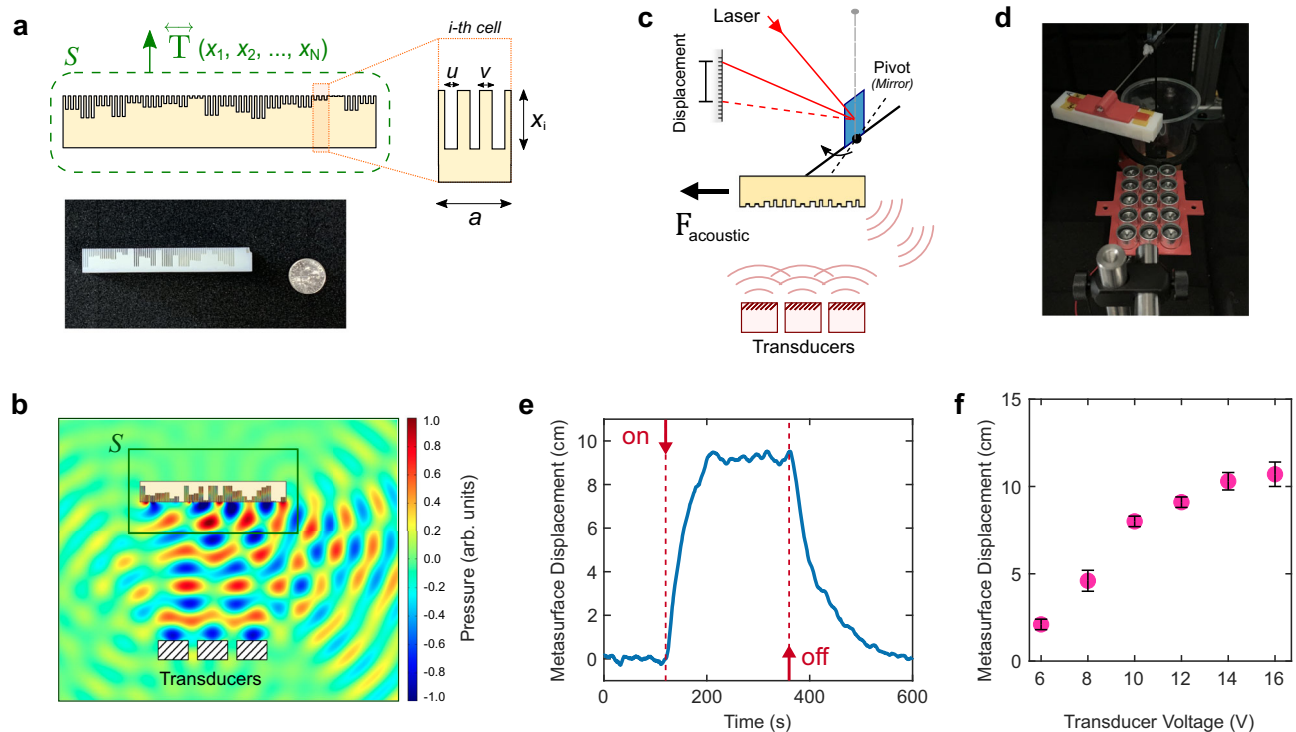 a
S
T (x1, x2, ..., xN)
i-th cell
u
v
xi
a
c
Laser
Displacement
Pivot
(Mirror)
Facoustic
Transducers
d
b
S
Transducers
1.0
0.8
0.6
0.4
0.2
0.0
-0.2
-0.4
-0.6
-0.8
-1.0
Pressure (arb. units)
e
on
off
Metasurface Displacement (cm)
10
8
6
4
2
0
0
200
400
600
Time (s)
f
Metasurface Displacement (cm)
15
10
5
0
6
8
10
12
14
16
Transducer Voltage (V)